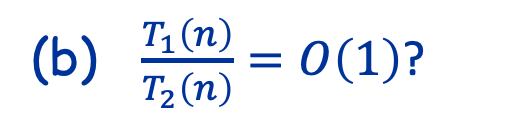 (b) T₁(n)/T₂(n) = O(1)?